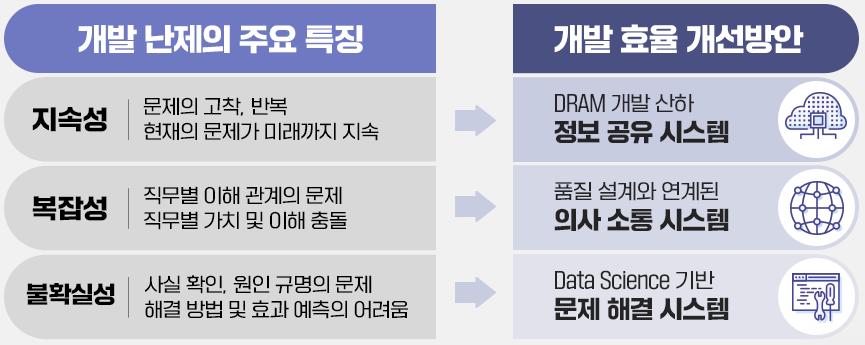 개발 난제의 주요 특징
개발 효율 개선방안
지속성
문제의 고착, 반복
현재의 문제가 미래까지 지속
DRAM 개발 산하
정보 공유 시스템
복잡성
직무별 이해 관계의 문제
직무별 가치 및 이해 충돌
품질 설계와 연계된
의사 소통 시스템
불확실성
사실 확인, 원인 규명의 문제
해결 방법 및 효과 예측의 어려움
Data Science 기반
문제 해결 시스템